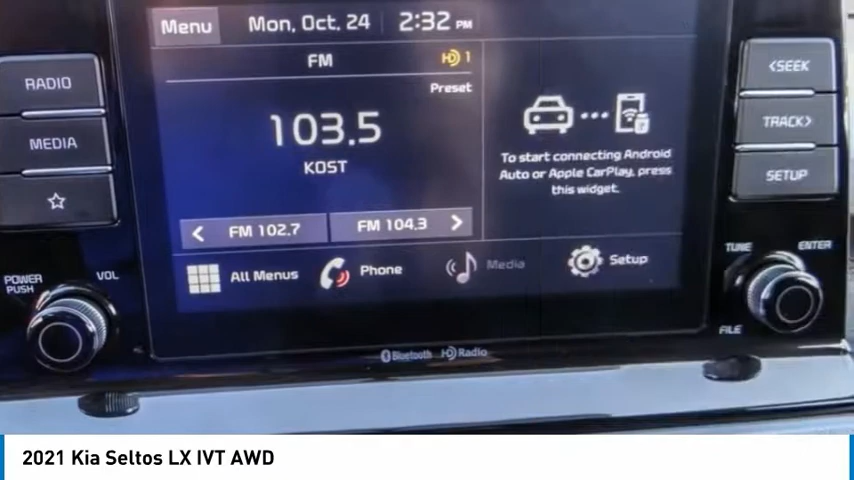 Menu
Mon, Oct. 24
2:32 PM
FM
HD 1
Preset
103.5
KOST
< FM 102.7
FM 104.3 >
To start connecting Android
Auto or Apple CarPlay, press
this widget.
All Menus
Phone
Media
Setup
RADIO
MEDIA
POWER
PUSH
VOL
<SEEK
TRACK>
SETUP
TUNE
ENTER
FILE
Bluetooth HD Radio
2021 Kia Seltos LX IVT AWD